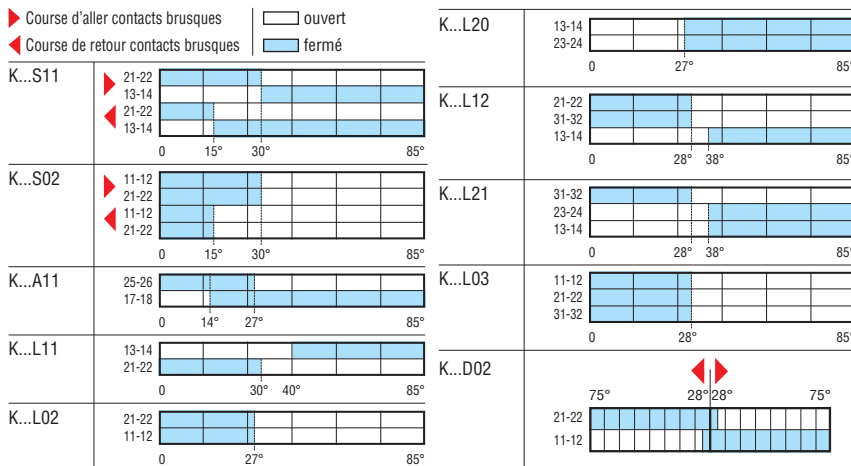 Course d'aller contacts brusques
Course de retour contacts brusques
ouvert
fermé
K...S11
21-22
13-14
21-22
13-14
0 15° 30° 85°
K...S02
11-12
21-22
11-12
21-22
0 15° 30° 85°
K...A11
25-26
17-18
0 14° 27° 85°
K...L11
13-14
21-22
0 30° 40° 85°
K...L02
21-22
11-12
0 27° 85°
K...L20
13-14
23-24
0 27° 85°
K...L12
21-22
31-32
13-14
0 28° 38° 85°
K...L21
31-32
23-24
13-14
0 28° 38° 85°
K...L03
11-12
21-22
31-32
0 28° 85°
K...D02
75° 28° 28° 75°
21-22
11-12